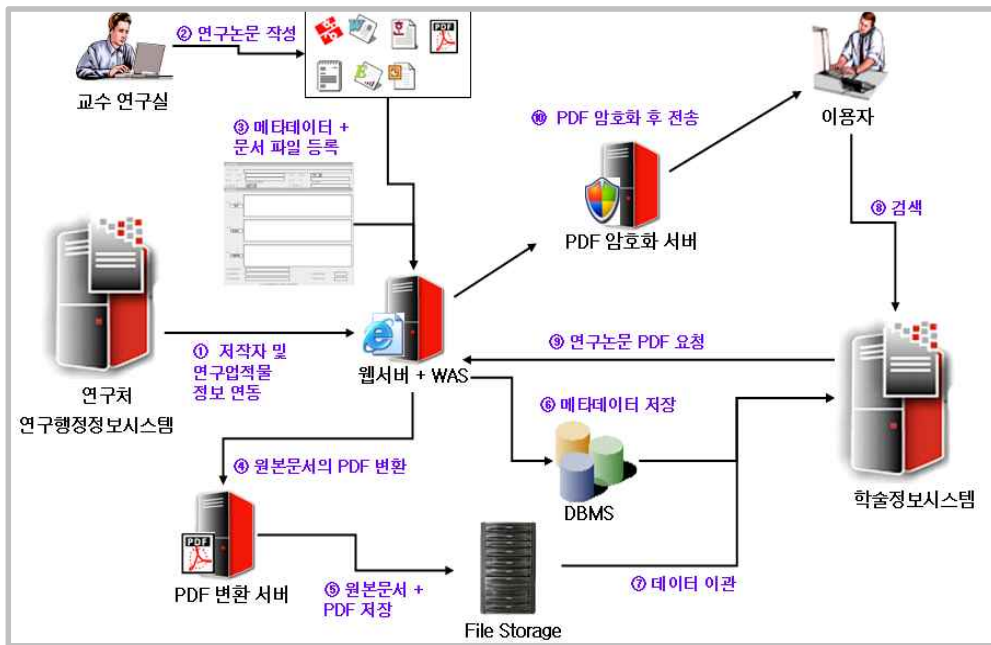 ② 연구논문 작성
교수 연구실
③ 메타데이터 +
문서 파일 등록
⑩ PDF 암호화 후 전송
이용자
PDF 암호화 서버
⑧ 검색
① 저작자 및
연구업적물
정보 연동
연구처
연구행정정보시스템
웹서버 + WAS
⑨ 연구논문 PDF 요청
⑥ 메타데이터 저장
DBMS
학술정보시스템
④ 원본문서의 PDF 변환
PDF
PDF 변환 서버
⑤ 원본문서 +
PDF 저장
File Storage
⑦ 데이터 이관